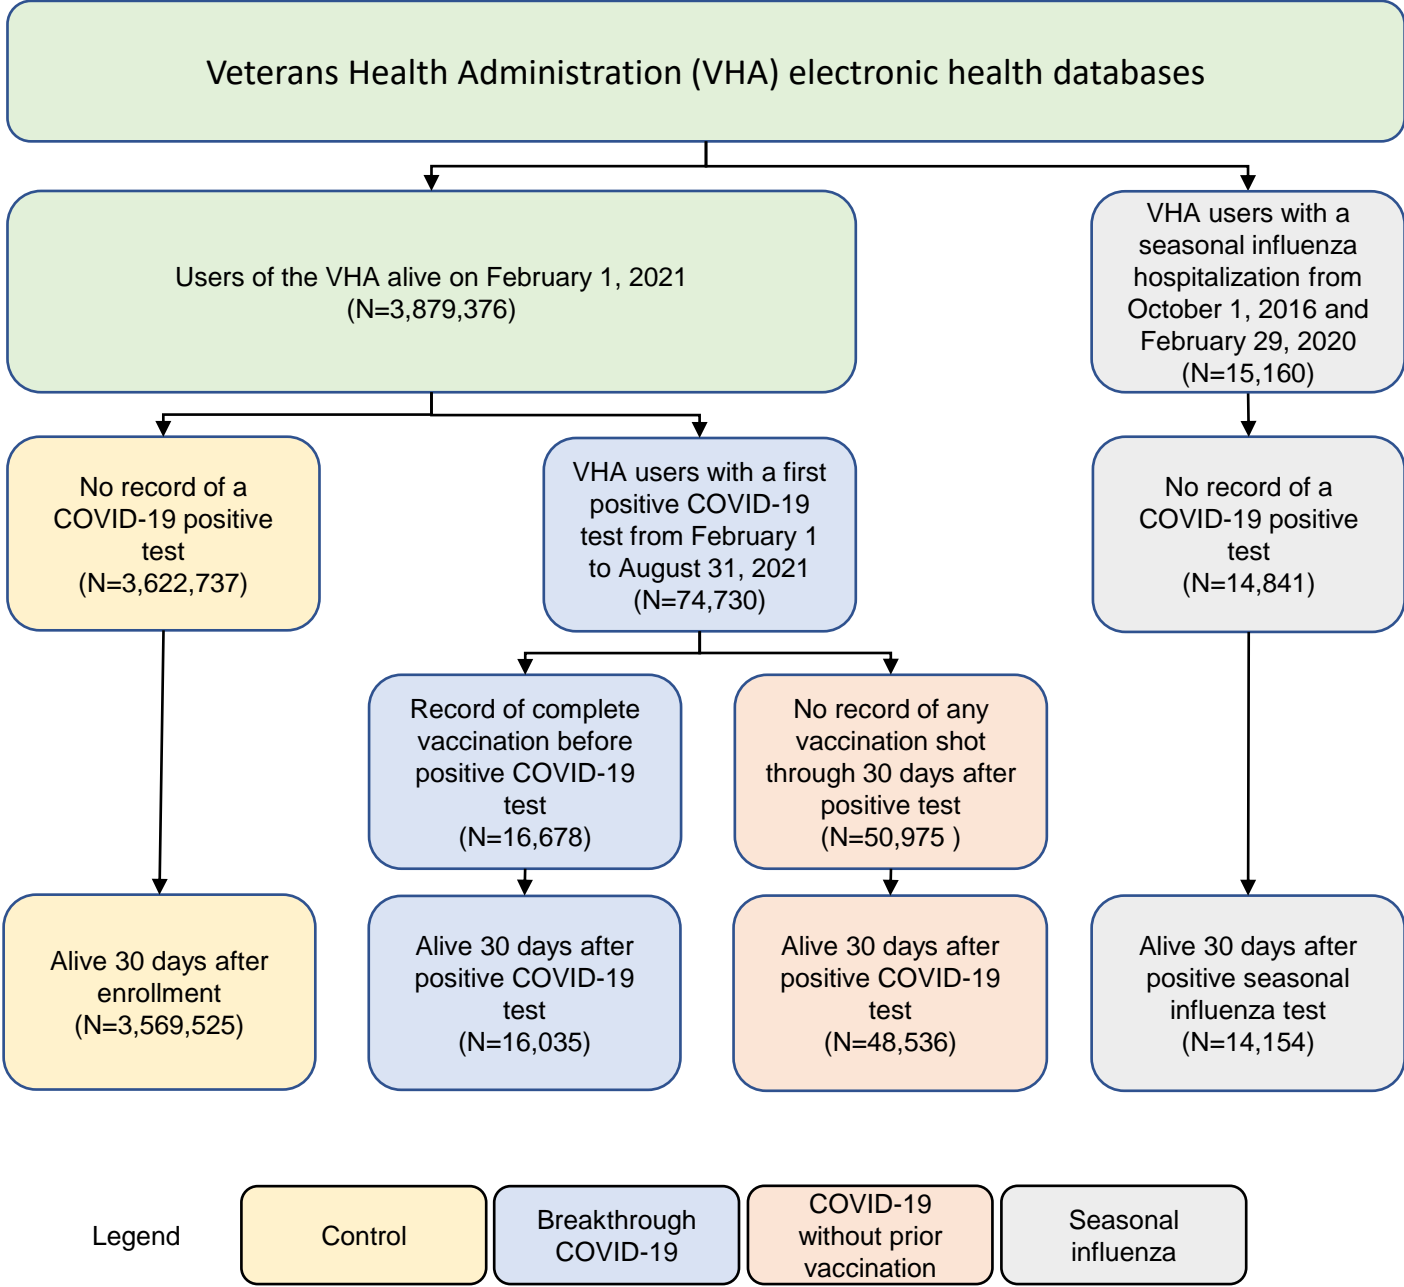 Veterans Health Administration (VHA) electronic health databases
Users of the VHA alive on February 1, 2021
(N=3,879,376)
VHA users with a
seasonal influenza
hospitalization from
October 1, 2016 and
February 29, 2020
(N=15,160)
No record of a
COVID-19 positive
test
(N=3,622,737)
VHA users with a first
positive COVID-19
test from February 1
to August 31, 2021
(N=74,730)
No record of a
COVID-19 positive
test
(N=14,841)
Record of complete
vaccination before
positive COVID-19
test
(N=16,678)
No record of any
vaccination shot
through 30 days after
positive test
(N=50,975 )
Alive 30 days after
enrollment
(N=3,569,525)
Alive 30 days after
positive COVID-19
test
(N=16,035)
Alive 30 days after
positive COVID-19
test
(N=48,536)
Alive 30 days after
positive seasonal
influenza test
(N=14,154)
Legend
Control
Breakthrough
COVID-19
COVID-19
without prior
vaccination
Seasonal
influenza